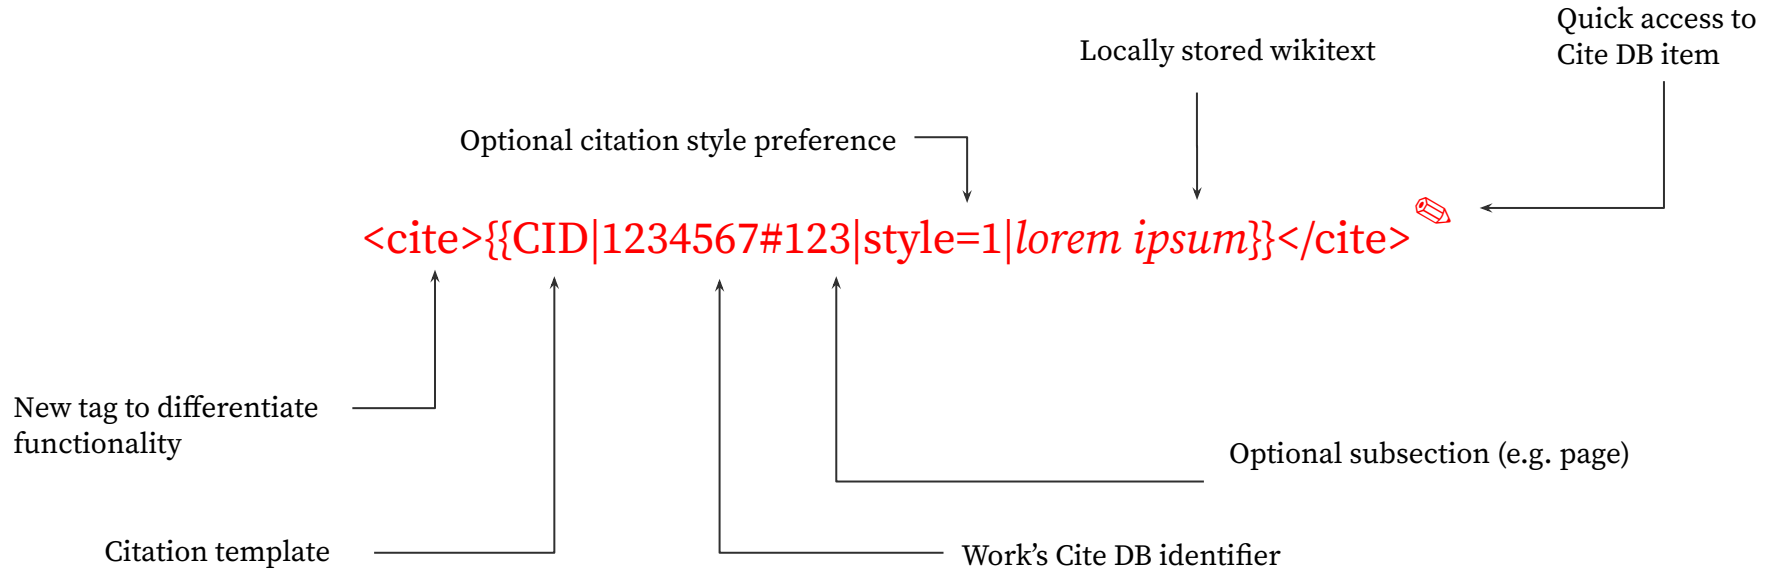 Quick access to
Cite DB item
Locally stored wikitext
Optional citation style preference
<cite>{{CID|1234567#123|style=1|lorem ipsum}}</cite>
New tag to differentiate
functionality
Optional subsection (e.g. page)
Citation template
Work’s Cite DB identifier